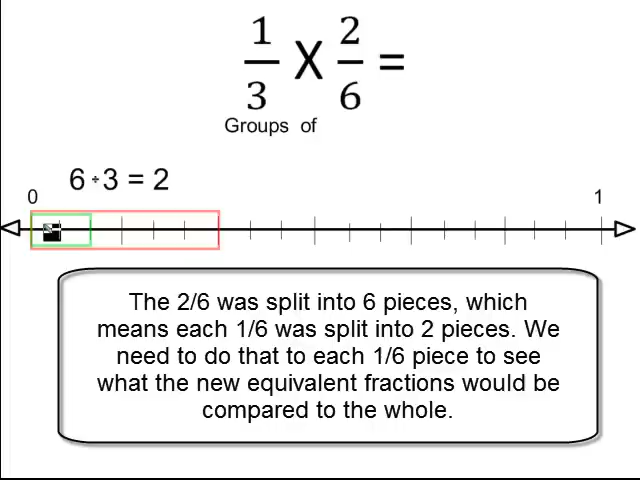 1/3 X 2/6 =
Groups of
6 ÷ 3 = 2
0 1
The 2/6 was split into 6 pieces, which
means each 1/6 was split into 2 pieces. We
need to do that to each 1/6 piece to see
what the new equivalent fractions would be
compared to the whole.